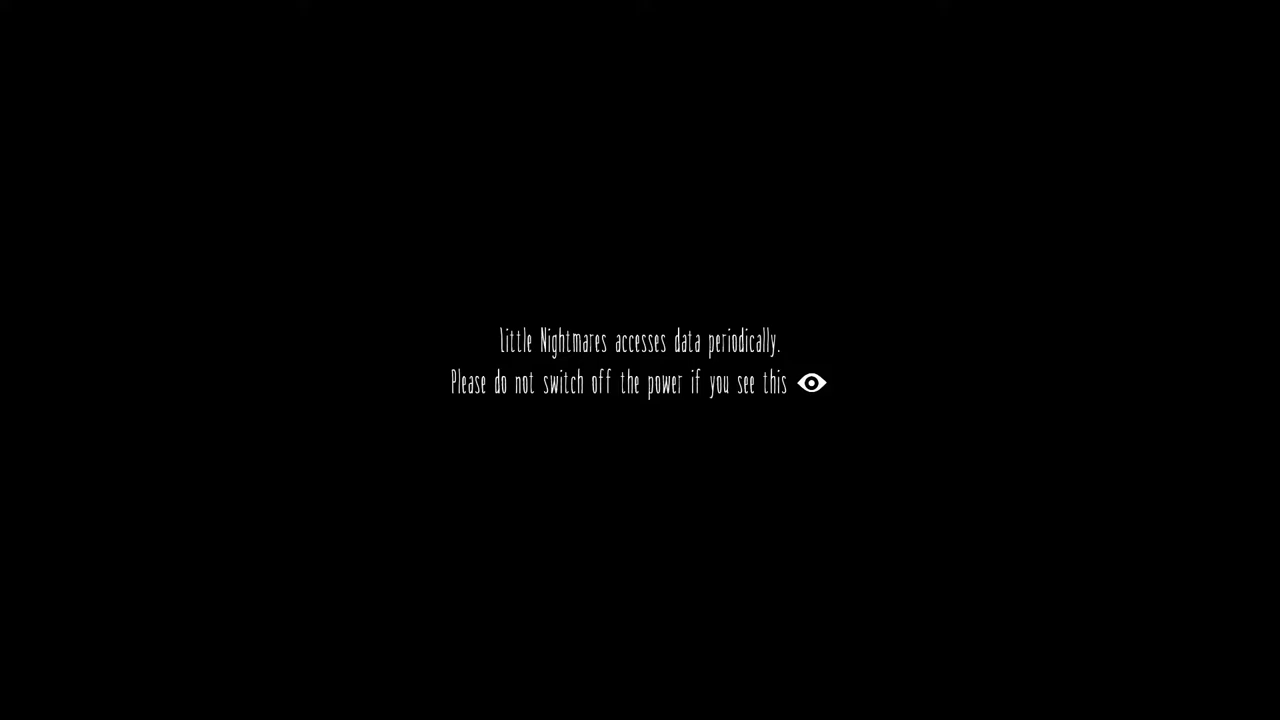 Little Nightmares accesses data periodically.
Please do not switch off the power if you see this